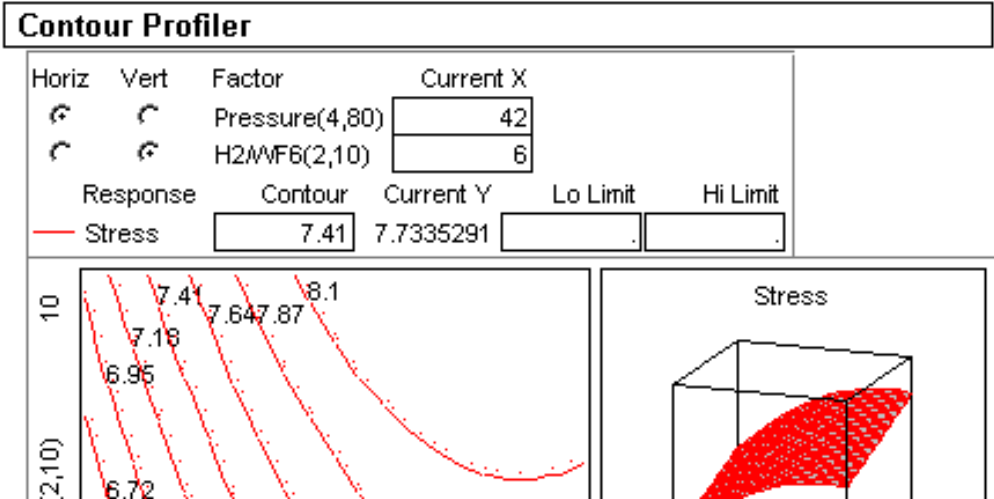 Contour Profiler
Horiz Vert Factor Current X
Pressure(4,80) 42
H2/WF6(2,10) 6
Response Contour Current Y Lo Limit Hi Limit
Stress 7.41 7.7335291 . .
10
8.1
7.41
7.64
7.87
7.18
6.95
6.72
(2,10)
Stress